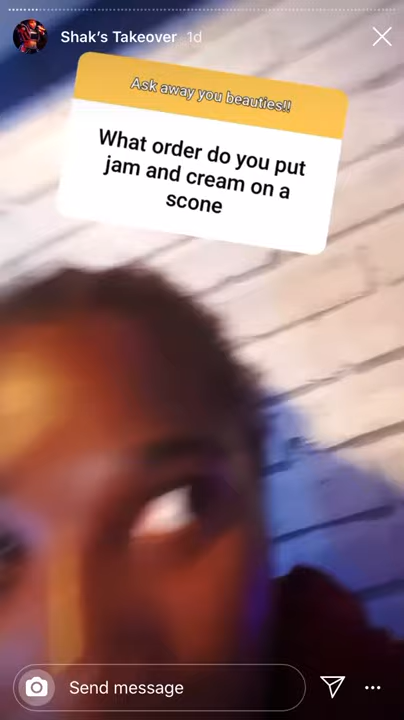 Shak's Takeover 1d
Ask away you beauties!!
What order do you put
jam and cream on a
scone
Send message